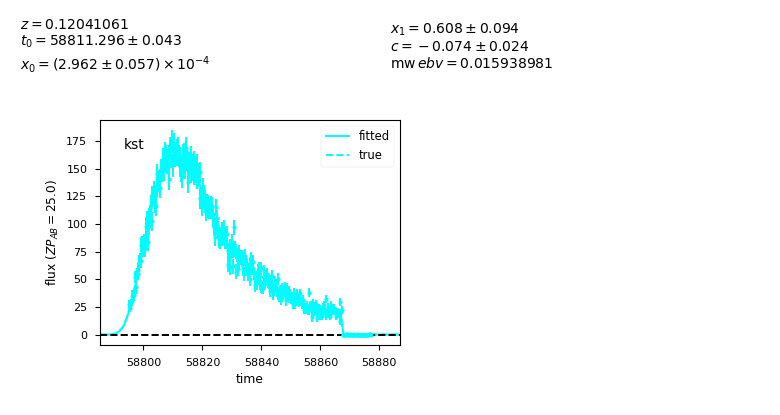 z = 0.12041061
t₀ = 58811.296 ± 0.043
x₀ = (2.962 ± 0.057) × 10⁻⁴
x₁ = 0.608 ± 0.094
c = −0.074 ± 0.024
mw ebv = 0.015938981
kst
fitted
true
flux (ZP_AB = 25.0)
175
150
125
100
75
50
25
0
58800 58820 58840 58860 58880
time